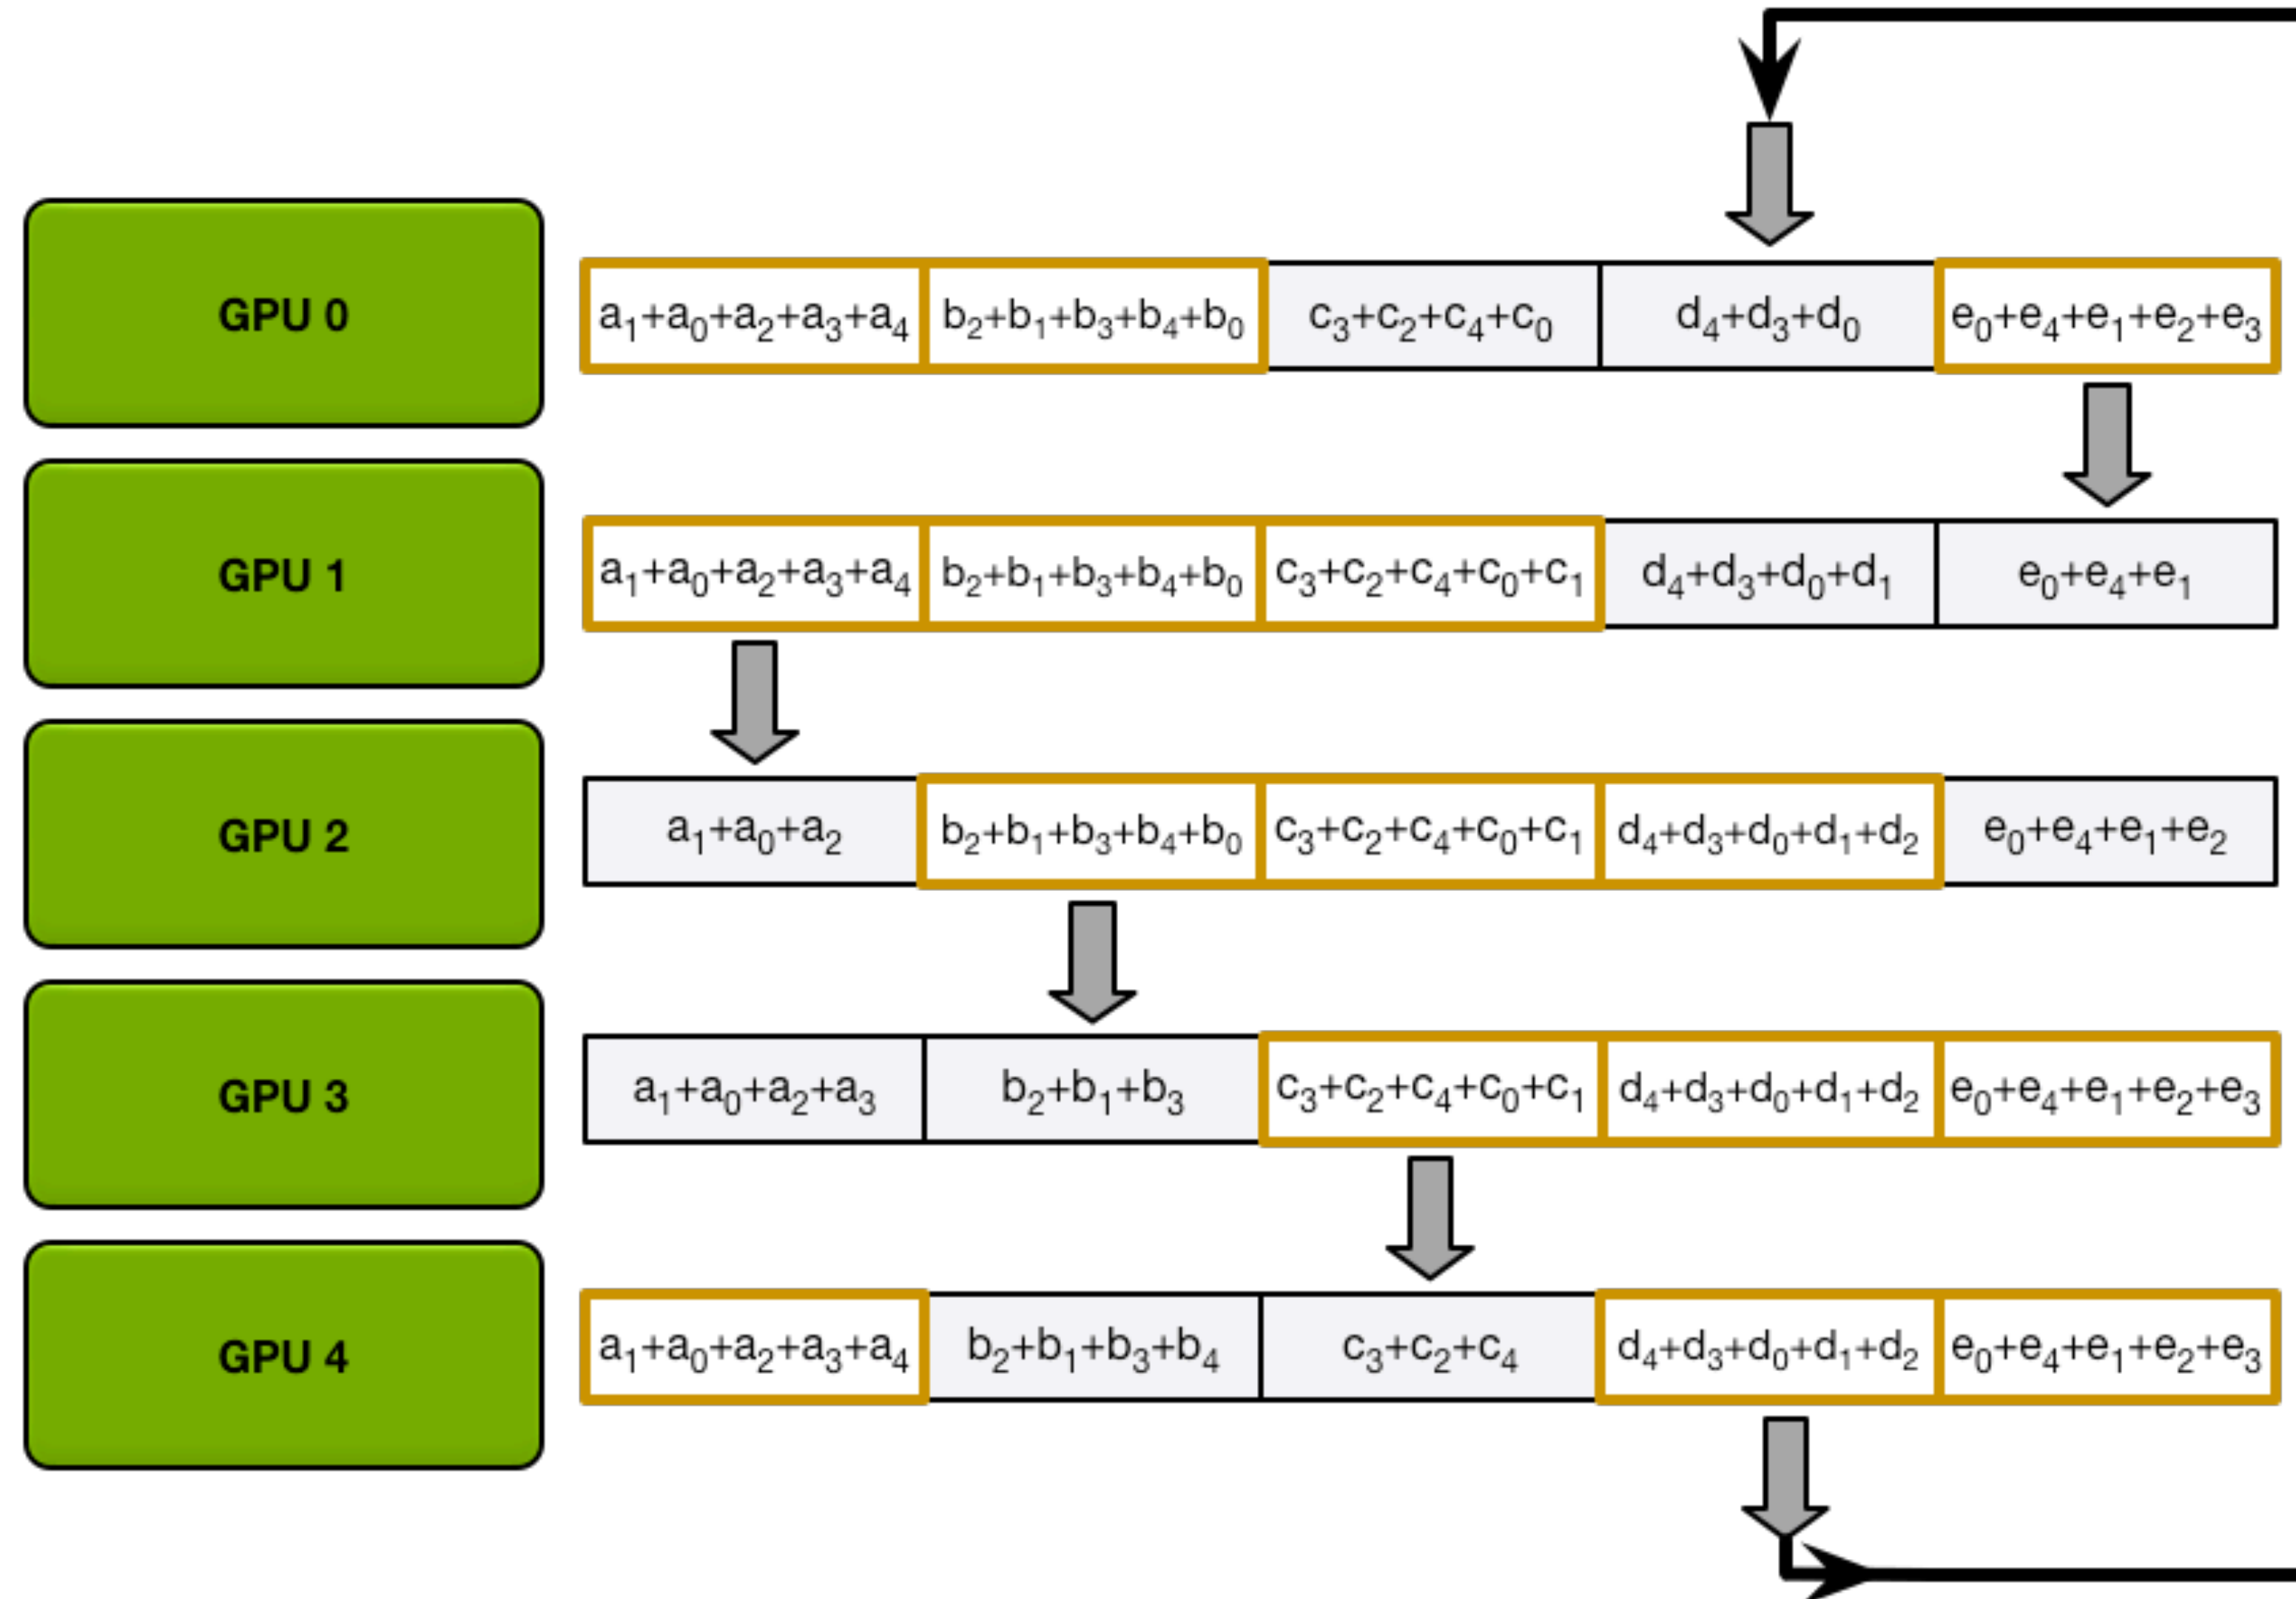 GPU 0
a₁+a₀+a₂+a₃+a₄ b₂+b₁+b₃+b₄+b₀ c₃+c₂+c₄+c₀ d₄+d₃+d₀ e₀+e₄+e₁+e₂+e₃
GPU 1
a₁+a₀+a₂+a₃+a₄ b₂+b₁+b₃+b₄+b₀ c₃+c₂+c₄+c₀+c₁ d₄+d₃+d₀+d₁ e₀+e₄+e₁
GPU 2
a₁+a₀+a₂ b₂+b₁+b₃+b₄+b₀ c₃+c₂+c₄+c₀+c₁ d₄+d₃+d₀+d₁+d₂ e₀+e₄+e₁+e₂
GPU 3
a₁+a₀+a₂+a₃ b₂+b₁+b₃ c₃+c₂+c₄+c₀+c₁ d₄+d₃+d₀+d₁+d₂ e₀+e₄+e₁+e₂+e₃
GPU 4
a₁+a₀+a₂+a₃+a₄ b₂+b₁+b₃+b₄ c₃+c₂+c₄ d₄+d₃+d₀+d₁+d₂ e₀+e₄+e₁+e₂+e₃